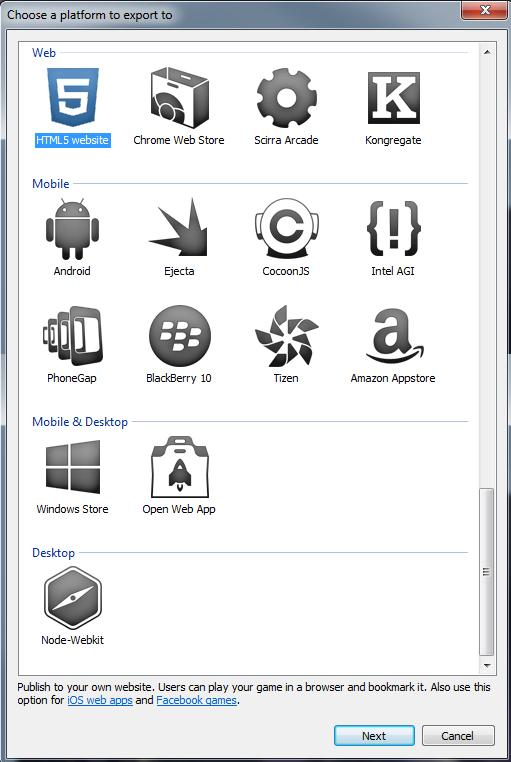 Choose a platform to export to
Web
HTML5 website
Chrome Web Store
Scirra Arcade
Kongregate
Mobile
Android
Ejecta
CocoonJS
Intel AGI
PhoneGap
BlackBerry 10
Tizen
Amazon Appstore
Mobile & Desktop
Windows Store
Open Web App
Desktop
Node-Webkit
Publish to your own website. Users can play your game in a browser and bookmark it. Also use this
option for iOS web apps and Facebook games.
Next
Cancel